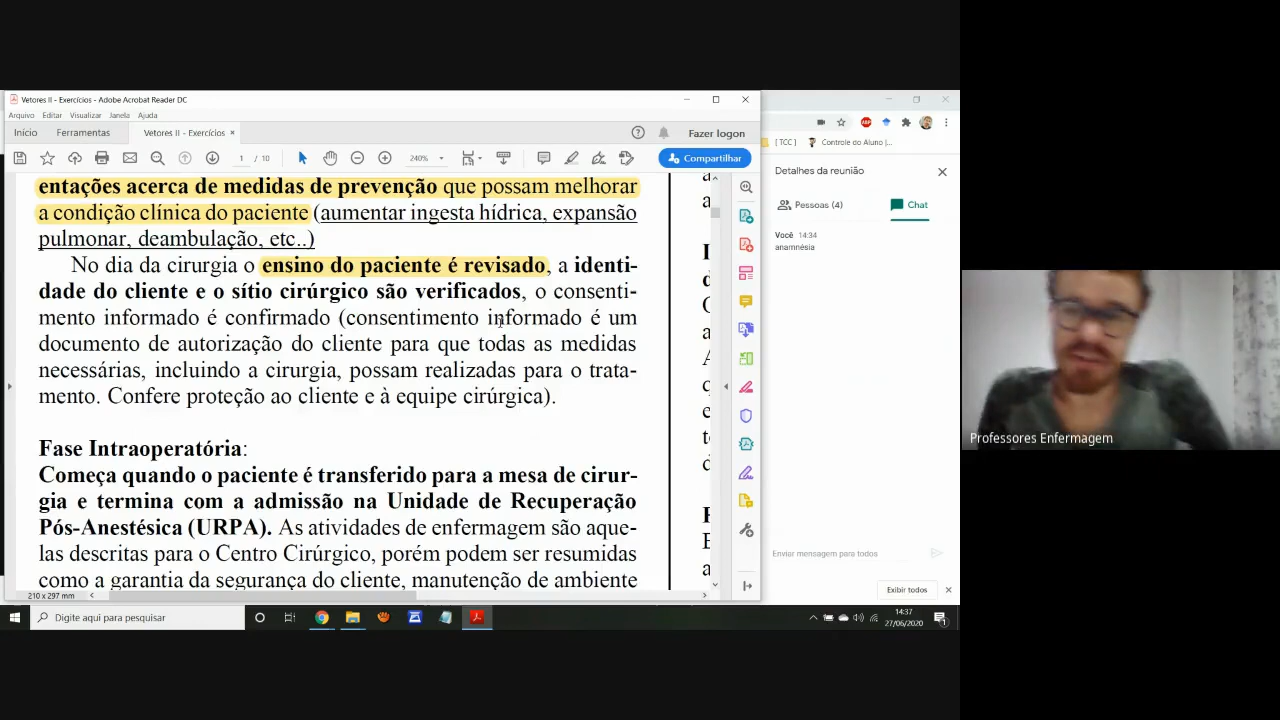 Vetores II - Exercícios - Adobe Acrobat Reader DC
Arquivo Editar Visualizar Janela Ajuda
Início Ferramentas Vetores II - Exercícios × Fazer logon
1 / 10 240% Compartilhar
entações acerca de medidas de prevenção que possam melhorar
a condição clínica do paciente (aumentar ingesta hídrica, expansão
pulmonar, deambulação, etc..)
No dia da cirurgia o ensino do paciente é revisado, a identi-
dade do cliente e o sítio cirúrgico são verificados, o consenti-
mento informado é confirmado (consentimento informado é um
documento de autorização do cliente para que todas as medidas
necessárias, incluindo a cirurgia, possam realizadas para o trata-
mento. Confere proteção ao cliente e à equipe cirúrgica).
Fase Intraoperatória:
Começa quando o paciente é transferido para a mesa de cirur-
gia e termina com a admissão na Unidade de Recuperação
Pós-Anestésica (URPA). As atividades de enfermagem são aque-
las descritas para o Centro Cirúrgico, porém podem ser resumidas
como a garantia da segurança do cliente, manutenção de ambiente
210 x 297 mm
[ TCC ] Controle do Aluno |...
Detalhes da reunião
Pessoas (4) Chat
Você 14:34
anamnésia
Enviar mensagem para todos
Exibir todos
Professores Enfermagem
Digite aqui para pesquisar
14:37
27/06/2020